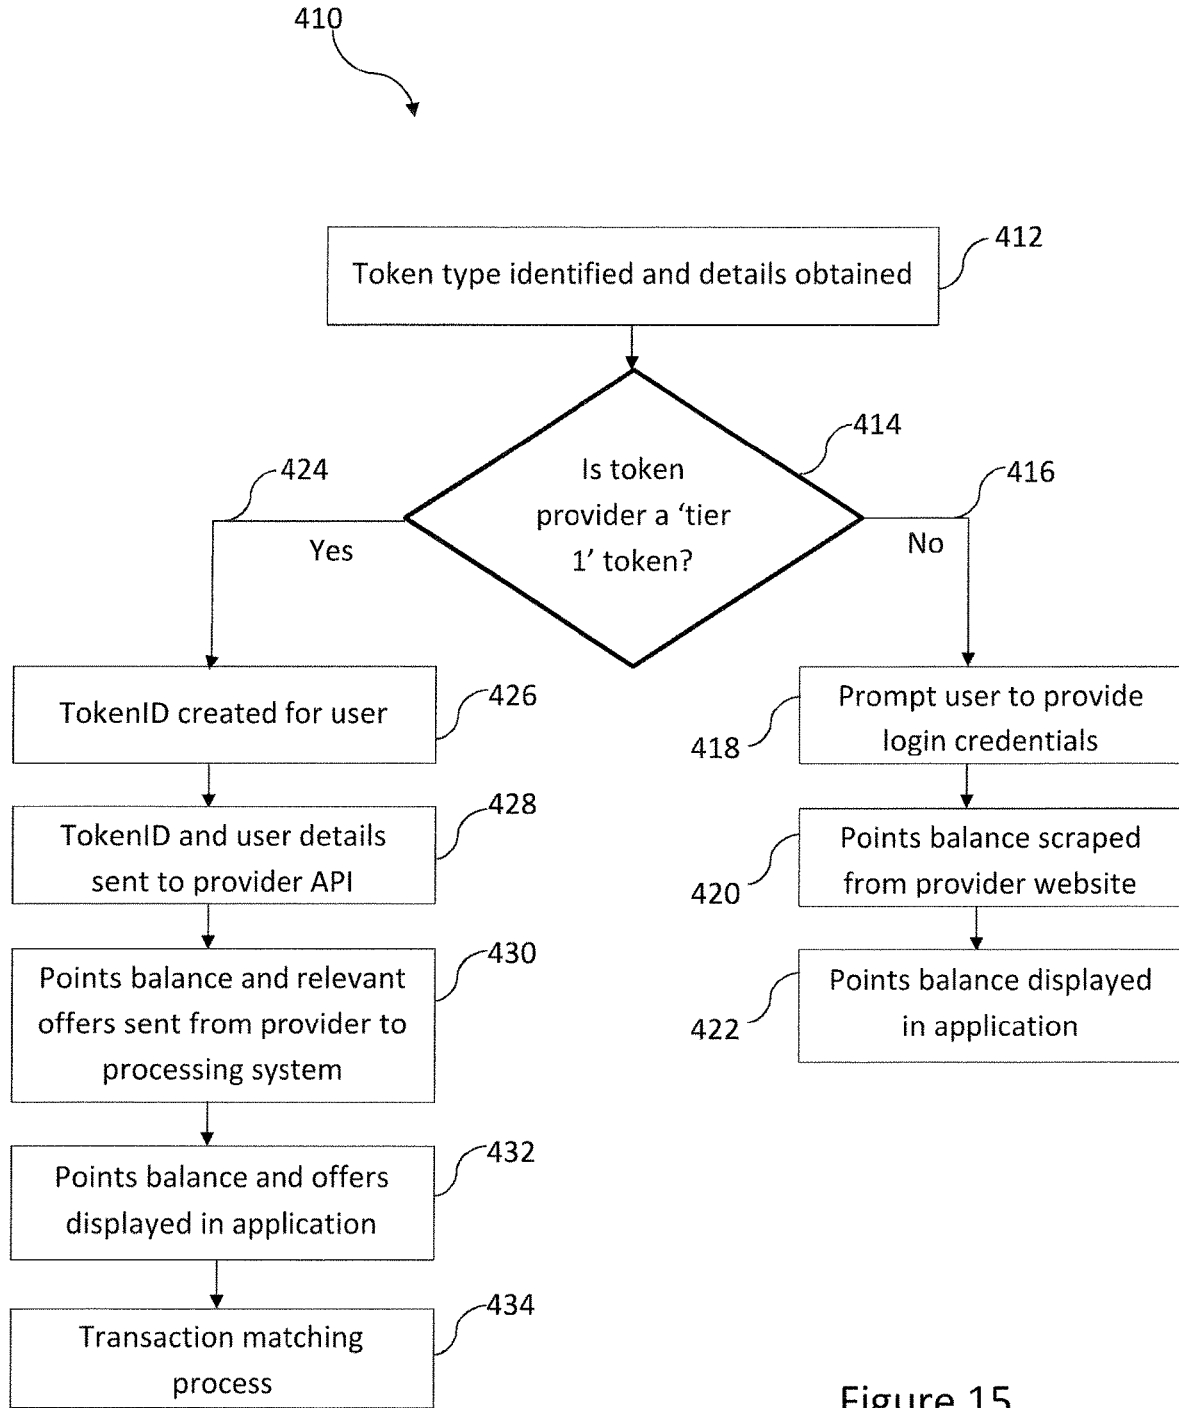 410
Token type identified and details obtained
412
Is token
provider a ‘tier
1’ token?
414
424
Yes
416
No
TokenID created for user
426
TokenID and user details
sent to provider API
428
Points balance and relevant
offers sent from provider to
processing system
430
Points balance and offers
displayed in application
432
Transaction matching
process
434
Prompt user to provide
login credentials
418
Points balance scraped
from provider website
420
Points balance displayed
in application
422
Figure 15